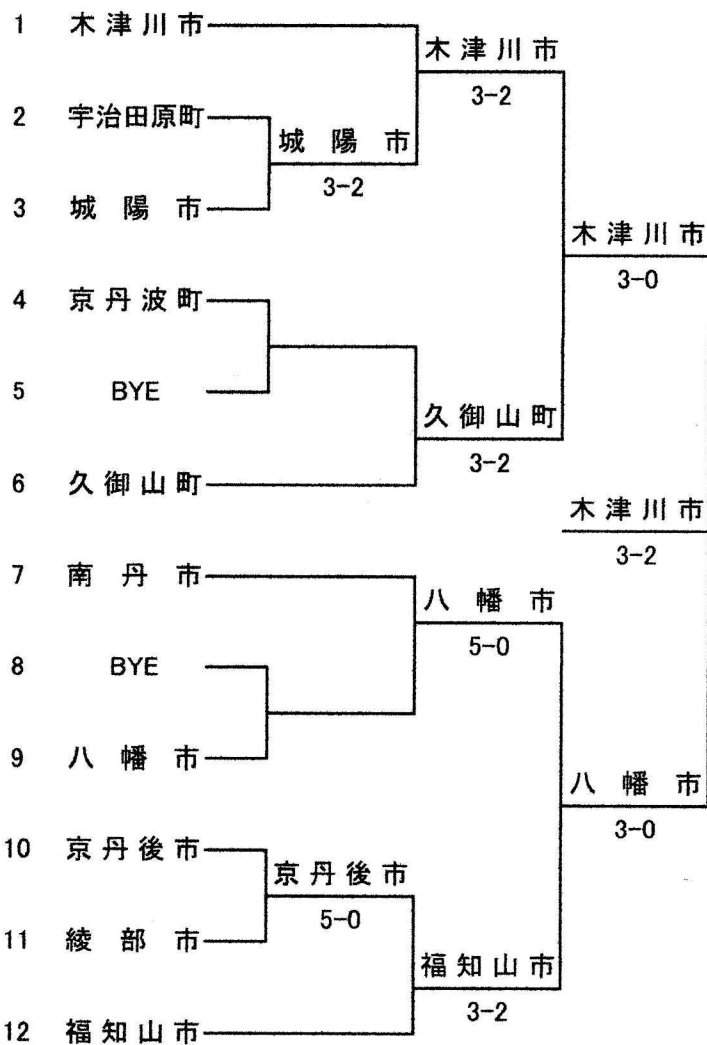 1 木津川市
木津川市
3-2
2 宇治田原町
城陽市
3-2
3 城陽市
木津川市
3-0
4 京丹波町
5 BYE
久御山町
3-2
6 久御山町
木津川市
3-2
7 南丹市
八幡市
5-0
8 BYE
9 八幡市
八幡市
3-0
10 京丹後市
京丹後市
5-0
11 綾部市
福知山市
3-2
12 福知山市